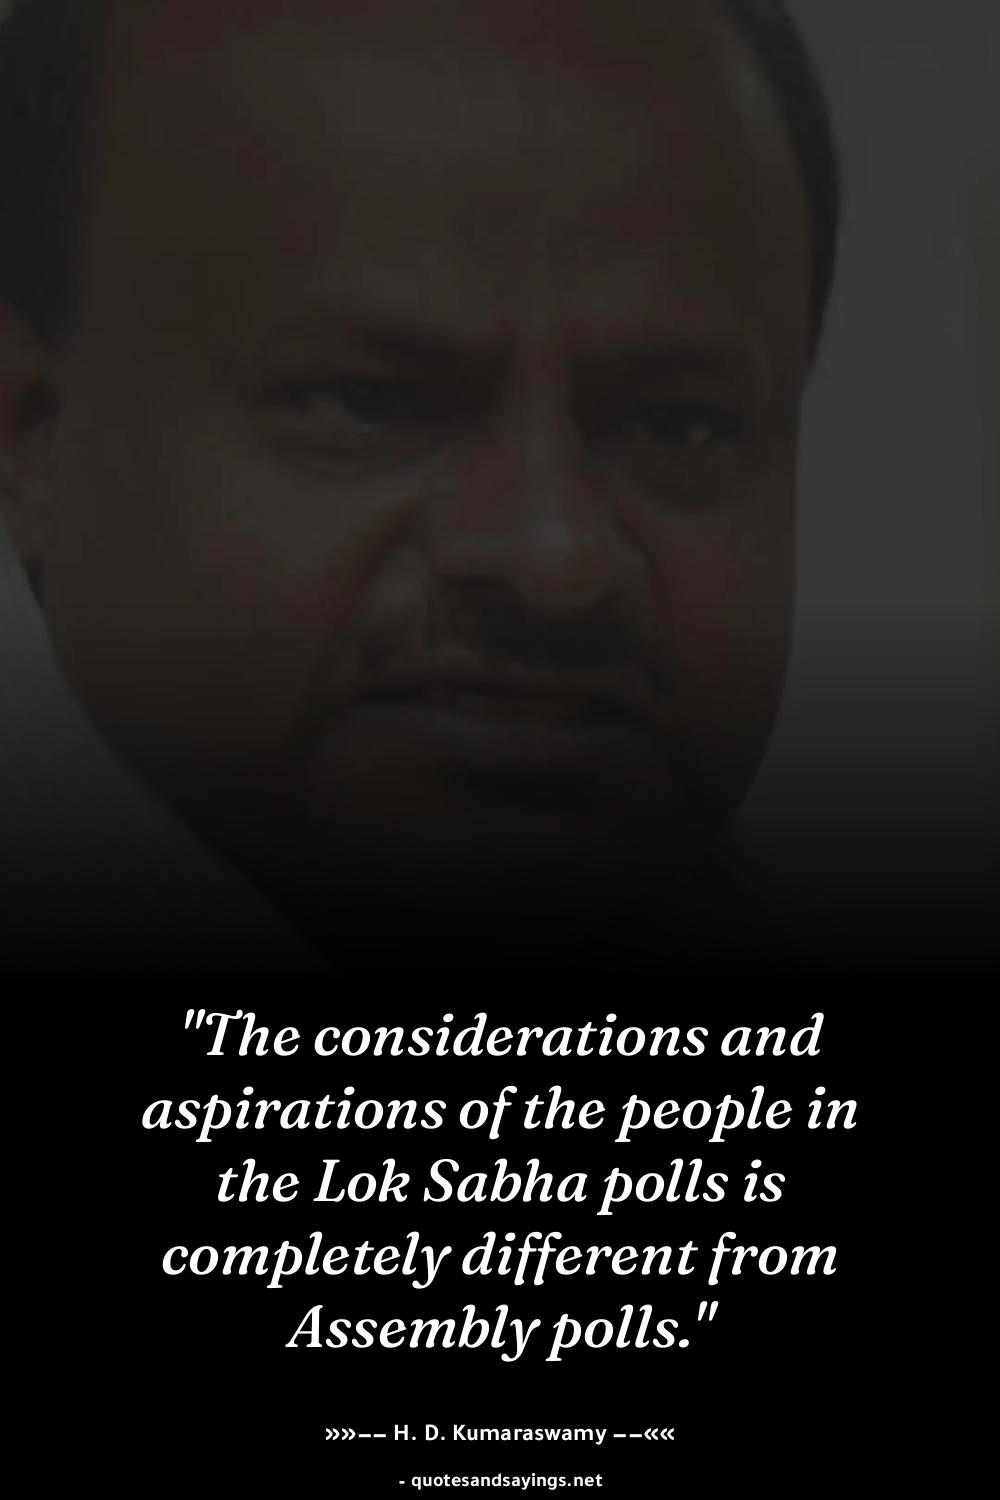 "The considerations and
aspirations of the people in
the Lok Sabha polls is
completely different from
Assembly polls."
»»−− H. D. Kumaraswamy −−««
- quotesandsayings.net